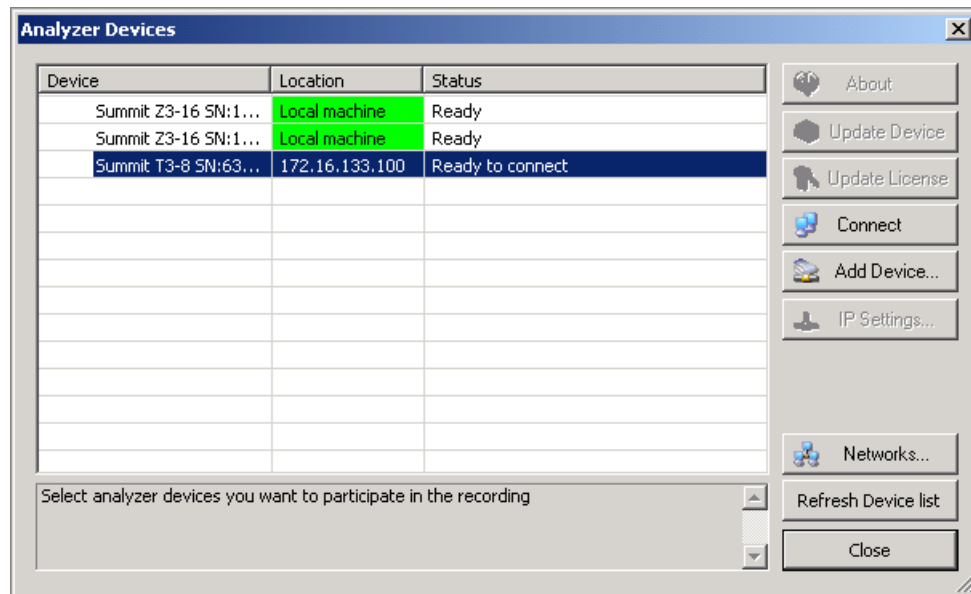 Analyzer Devices
Device Location Status
Summit Z3-16 SN:1... Local machine Ready
Summit Z3-16 SN:1... Local machine Ready
Summit T3-8 SN:63... 172.16.133.100 Ready to connect
About
Update Device
Update License
Connect
Add Device...
IP Settings...
Networks...
Refresh Device list
Close
Select analyzer devices you want to participate in the recording